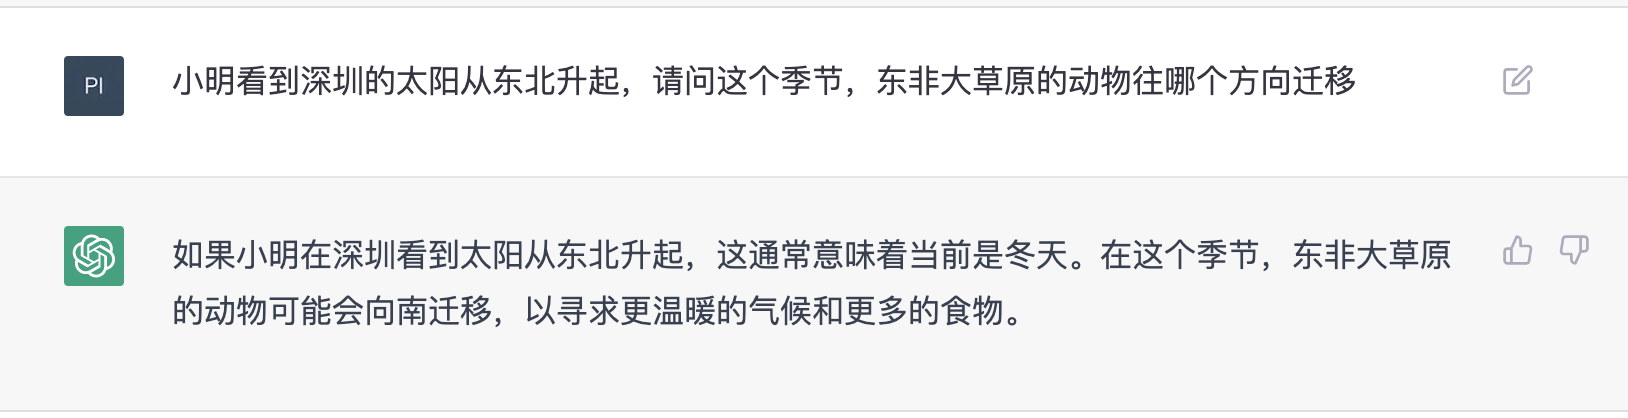 PI
小明看到深圳的太阳从东北升起，请问这个季节，东非大草原的动物往哪个方向迁移
如果小明在深圳看到太阳从东北升起，这通常意味着当前是冬天。在这个季节，东非大草原
的动物可能会向南迁移，以寻求更温暖的气候和更多的食物。